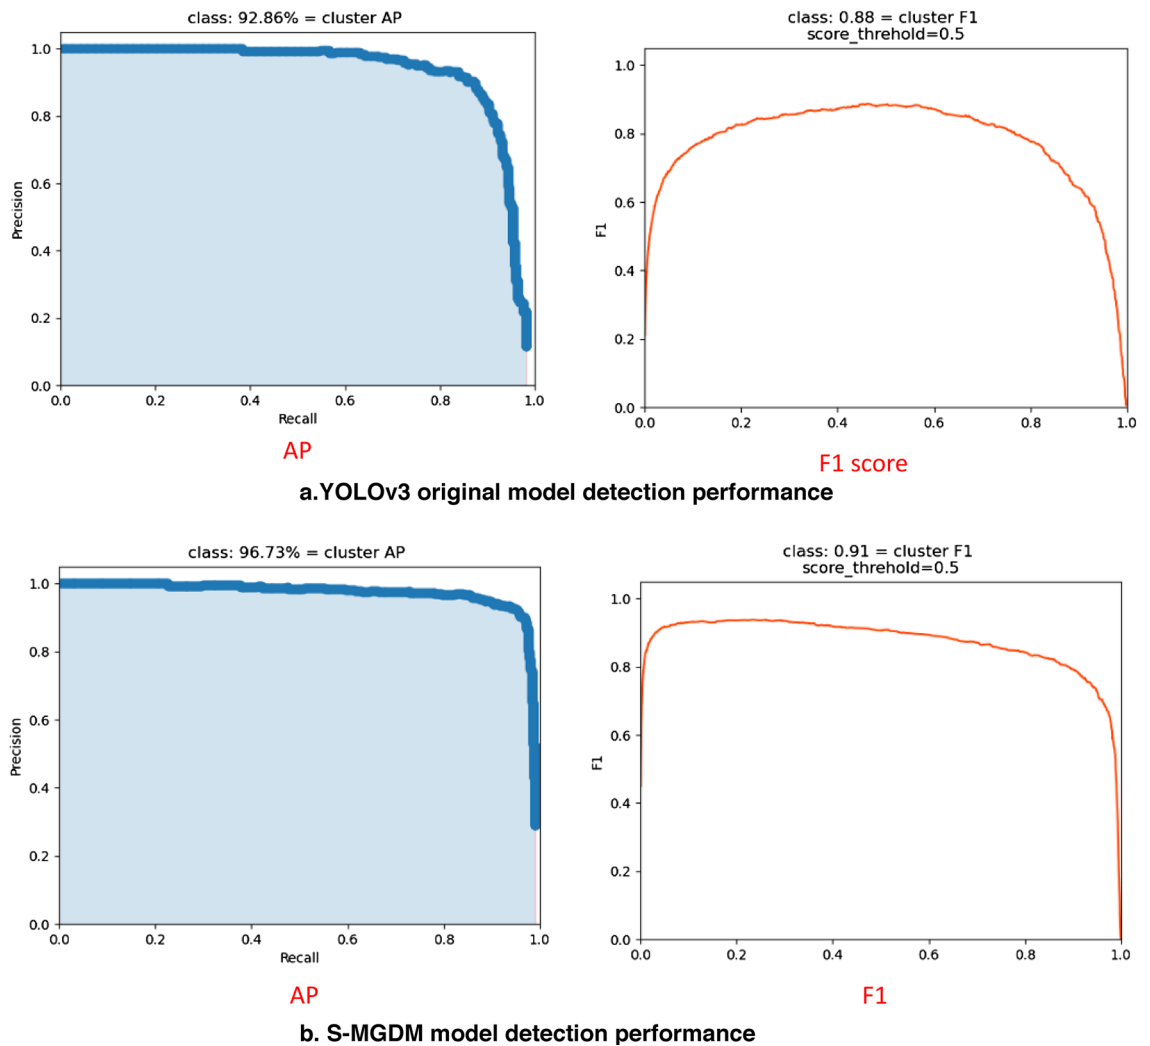 class: 92.86% = cluster AP
1.0
0.8
0.6
0.4
0.2
0.0
Precision
0.0 0.2 0.4 0.6 0.8 1.0
Recall
AP
class: 0.88 = cluster F1
score_threhold=0.5
1.0
0.8
0.6
0.4
0.2
0.0
F1
0.0 0.2 0.4 0.6 0.8 1.0
F1 score
a.YOLOv3 original model detection performance
class: 96.73% = cluster AP
1.0
0.8
0.6
0.4
0.2
0.0
Precision
0.0 0.2 0.4 0.6 0.8 1.0
Recall
AP
class: 0.91 = cluster F1
score_threhold=0.5
1.0
0.8
0.6
0.4
0.2
0.0
F1
0.0 0.2 0.4 0.6 0.8 1.0
F1
b. S-MGDM model detection performance